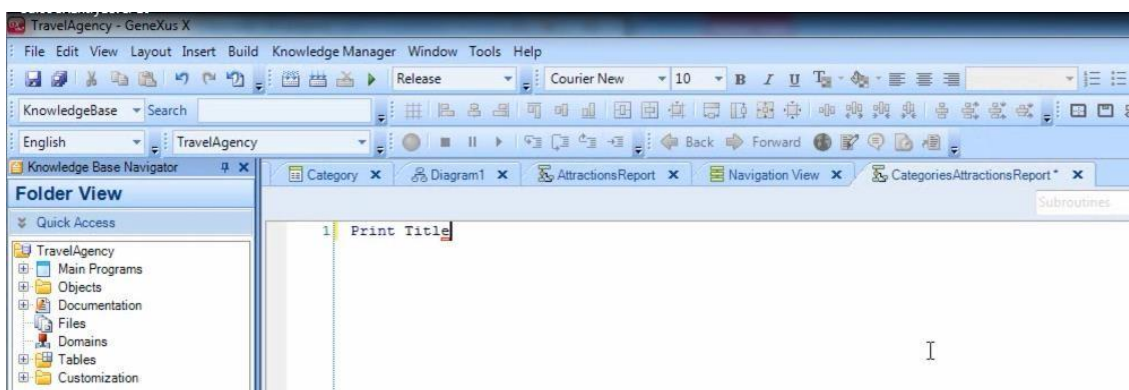 TravelAgency - GeneXus X
File Edit View Layout Insert Build Knowledge Manager Window Tools Help
Release Courier New 10 B I U
KnowledgeBase Search
English TravelAgency Back Forward
Knowledge Base Navigator
Category Diagram1 AttractionsReport Navigation View CategoriesAttractionsReport *
Folder View
Subroutines
Quick Access
1 Print Title
TravelAgency
Main Programs
Objects
Documentation
Files
Domains
Tables
Customization